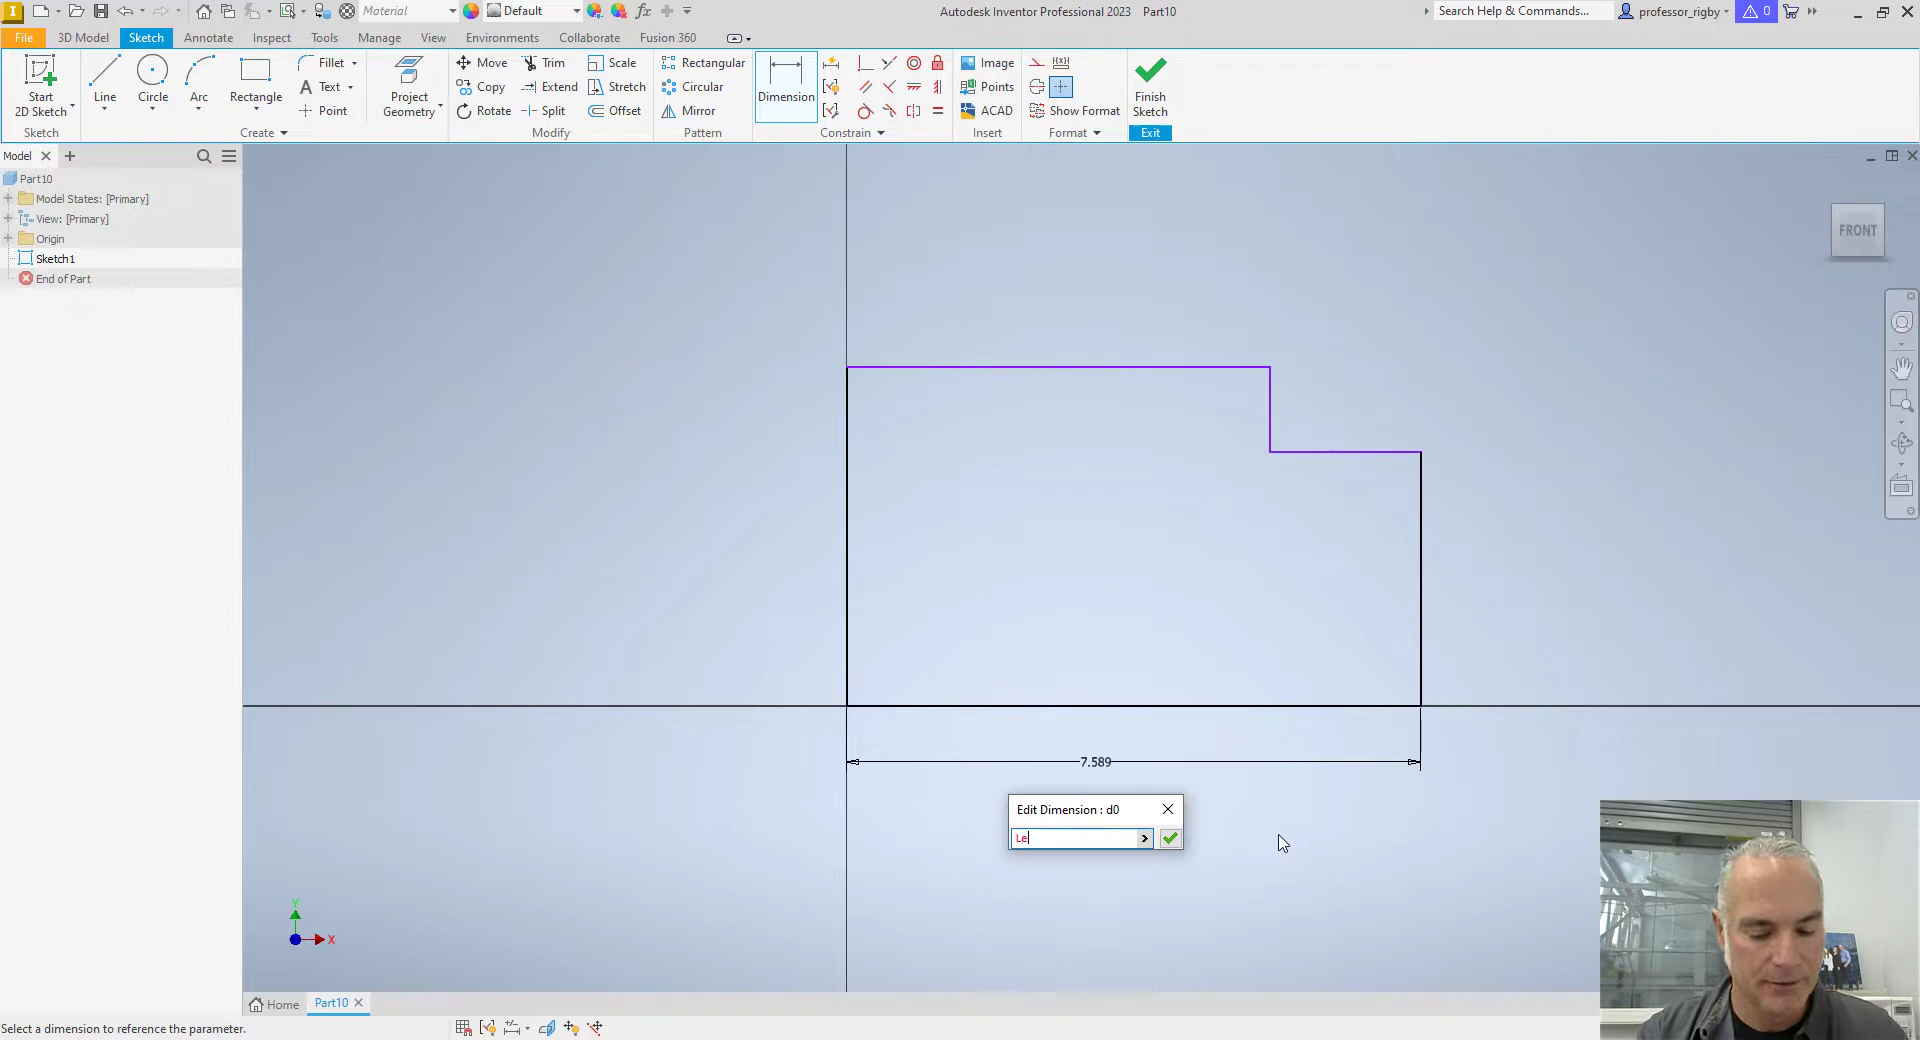 Material
Default
Autodesk Inventor Professional 2023 Part10
Search Help & Commands...
professor_rigby
0
File 3D Model Sketch Annotate Inspect Tools Manage View Environments Collaborate Fusion 360
Start
2D Sketch
Line
Circle
Arc
Rectangle
Fillet
Text
Point
Project
Geometry
Move
Copy
Rotate
Trim
Extend
Split
Scale
Stretch
Offset
Rectangular
Circular
Mirror
Dimension
Image
Points
ACAD
Show Format
Finish
Sketch
Sketch Create Modify Pattern Constrain Insert Format Exit
Model
Part10
Model States: [Primary]
View: [Primary]
Origin
Sketch1
End of Part
FRONT
7.589
Edit Dimension : d0
Le
Y
X
Home Part10
Select a dimension to reference the parameter.